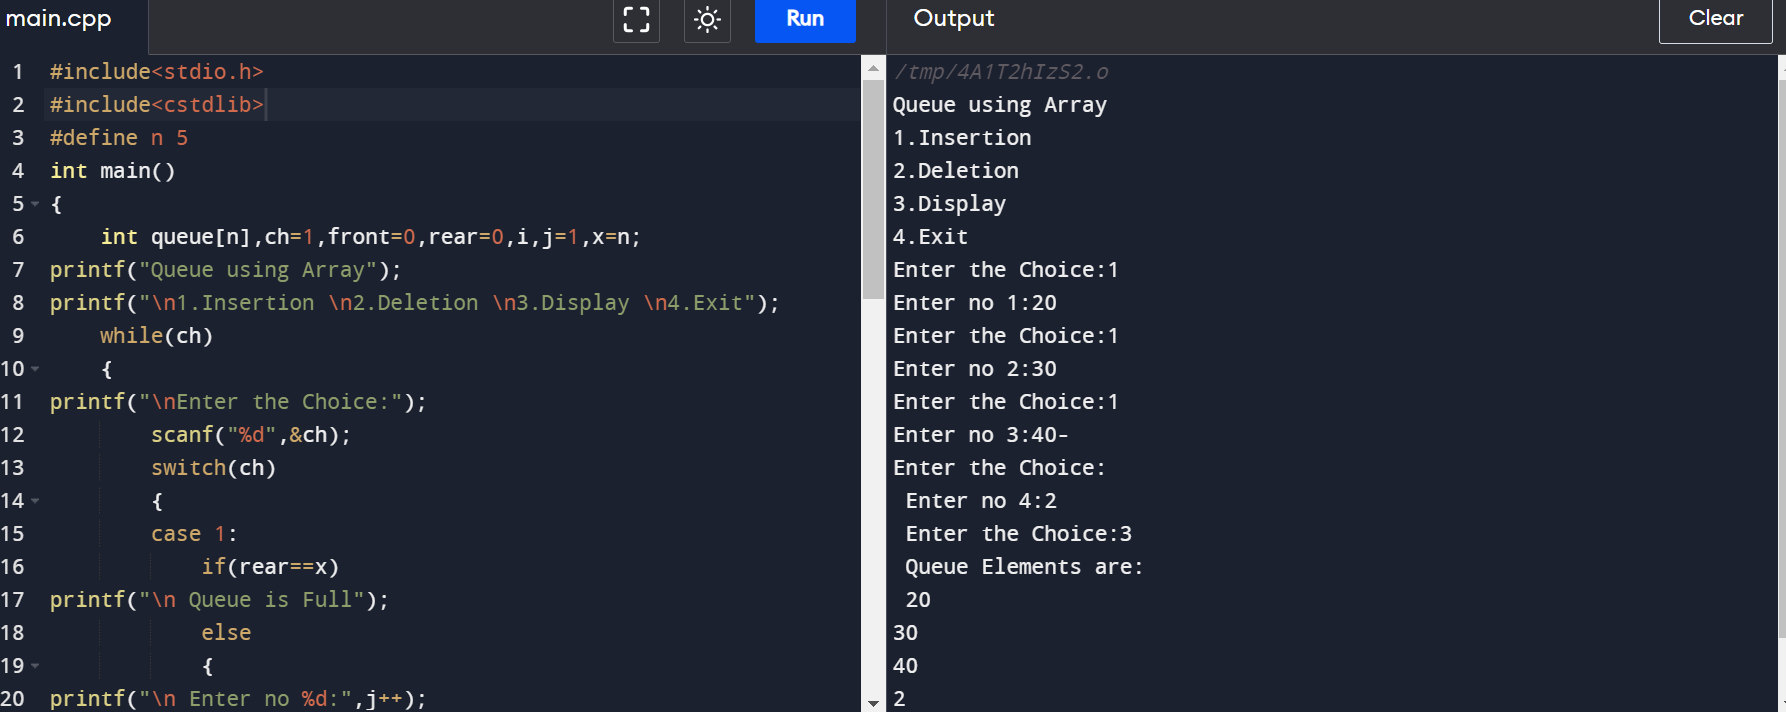 main.cpp
Run
Output
Clear
1 #include<stdio.h>
2 #include<cstdlib>
3 #define n 5
4 int main()
5 {
6 int queue[n],ch=1,front=0,rear=0,i,j=1,x=n;
7 printf("Queue using Array");
8 printf("\n1.Insertion \n2.Deletion \n3.Display \n4.Exit");
9 while(ch)
10 {
11 printf("\nEnter the Choice:");
12 scanf("%d",&ch);
13 switch(ch)
14 {
15 case 1:
16 if(rear==x)
17 printf("\n Queue is Full");
18 else
19 {
20 printf("\n Enter no %d:",j++);
/tmp/4A1T2hIzS2.o
Queue using Array
1.Insertion
2.Deletion
3.Display
4.Exit
Enter the Choice:1
Enter no 1:20
Enter the Choice:1
Enter no 2:30
Enter the Choice:1
Enter no 3:40-
Enter the Choice:
Enter no 4:2
Enter the Choice:3
Queue Elements are:
20
30
40
2